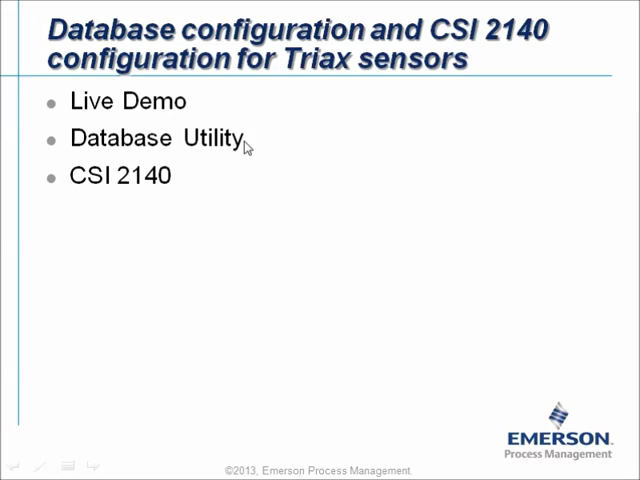 Database configuration and CSI 2140
configuration for Triax sensors
Live Demo
Database Utility
CSI 2140
EMERSON.
Process Management
©2013, Emerson Process Management.